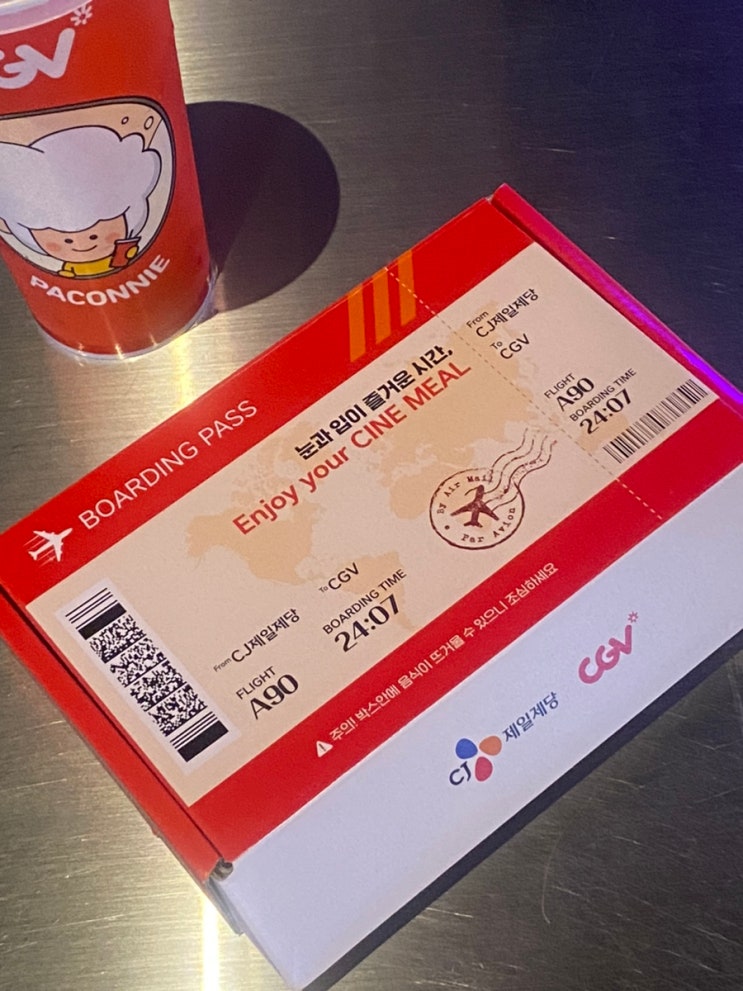 CGV
PACONNIE
BOARDING PASS
눈과 입이 즐거운 시간,
Enjoy your CINE MEAL
From CJ제일제당
To CGV
FLIGHT
A90
BOARDING TIME
24:07
By Air Mail
Par Avion
From CJ제일제당
To CGV
FLIGHT
A90
BOARDING TIME
24:07
주의! 박스안에 음식이 뜨거울 수 있으니 조심하세요
CJ 제일제당
CGV